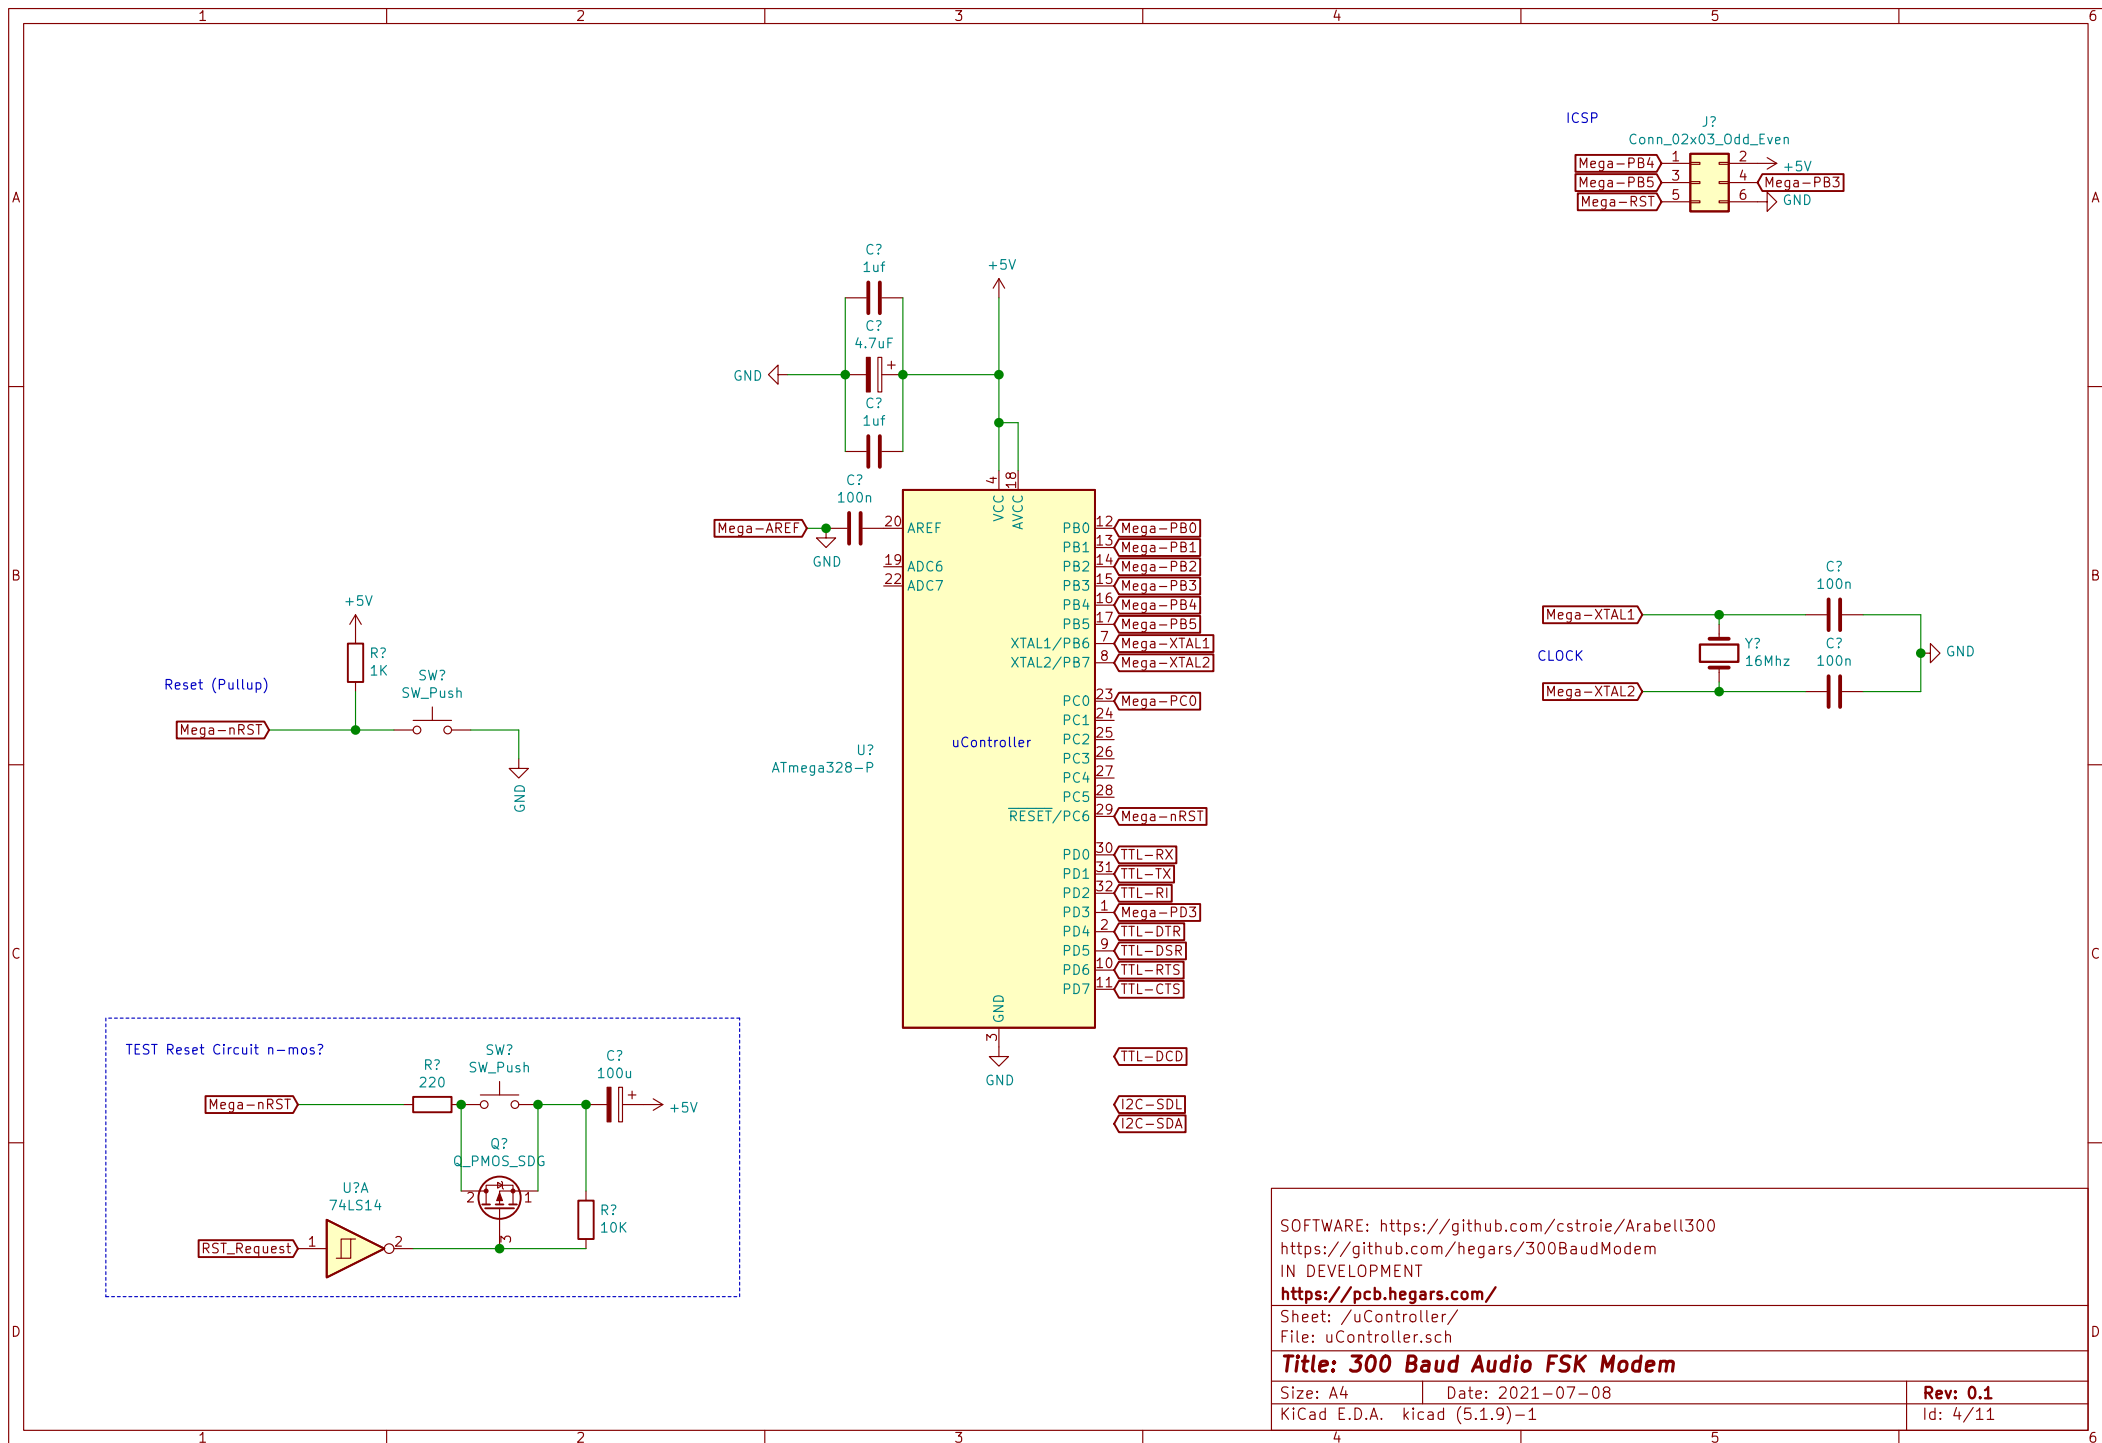 1 2 3 4 5 6
A
B
C
D
A
B
C
D
1 2 3 4 5 6
ICSP
J?
Conn_02x03_Odd_Even
Mega-PB4 1 2 +5V
Mega-PB5 3 4 Mega-PB3
Mega-RST 5 6 GND
C?
1uf
C?
4.7uF
+
C?
1uf
GND
+5V
C?
100n
Mega-AREF
GND
4 18
VCC AVCC
20 AREF
19 ADC6
22 ADC7
uController
U?
ATmega328-P
PB0 12 Mega-PB0
PB1 13 Mega-PB1
PB2 14 Mega-PB2
PB3 15 Mega-PB3
PB4 16 Mega-PB4
PB5 17 Mega-PB5
XTAL1/PB6 7 Mega-XTAL1
XTAL2/PB7 8 Mega-XTAL2
PC0 23 Mega-PC0
PC1 24
PC2 25
PC3 26
PC4 27
PC5 28
RESET/PC6 29 Mega-nRST
PD0 30 TTL-RX
PD1 31 TTL-TX
PD2 32 TTL-RI
PD3 1 Mega-PD3
PD4 2 TTL-DTR
PD5 9 TTL-DSR
PD6 10 TTL-RTS
PD7 11 TTL-CTS
GND
3
GND
TTL-DCD
I2C-SDL
I2C-SDA
+5V
R?
1K
Reset (Pullup)
SW?
SW_Push
Mega-nRST
GND
CLOCK
Mega-XTAL1
Mega-XTAL2
Y?
16Mhz
C?
100n
C?
100n
GND
TEST Reset Circuit n-mos?
Mega-nRST
R?
220
SW?
SW_Push
C?
100u
+
+5V
Q?
Q_PMOS_SDG
2 1
3
U?A
74LS14
RST_Request 1 2
R?
10K
SOFTWARE: https://github.com/cstroie/Arabell300
https://github.com/hegars/300BaudModem
IN DEVELOPMENT
https://pcb.hegars.com/
Sheet: /uController/
File: uController.sch
Title: 300 Baud Audio FSK Modem
Size: A4 Date: 2021-07-08 Rev: 0.1
KiCad E.D.A. kicad (5.1.9)-1 Id: 4/11